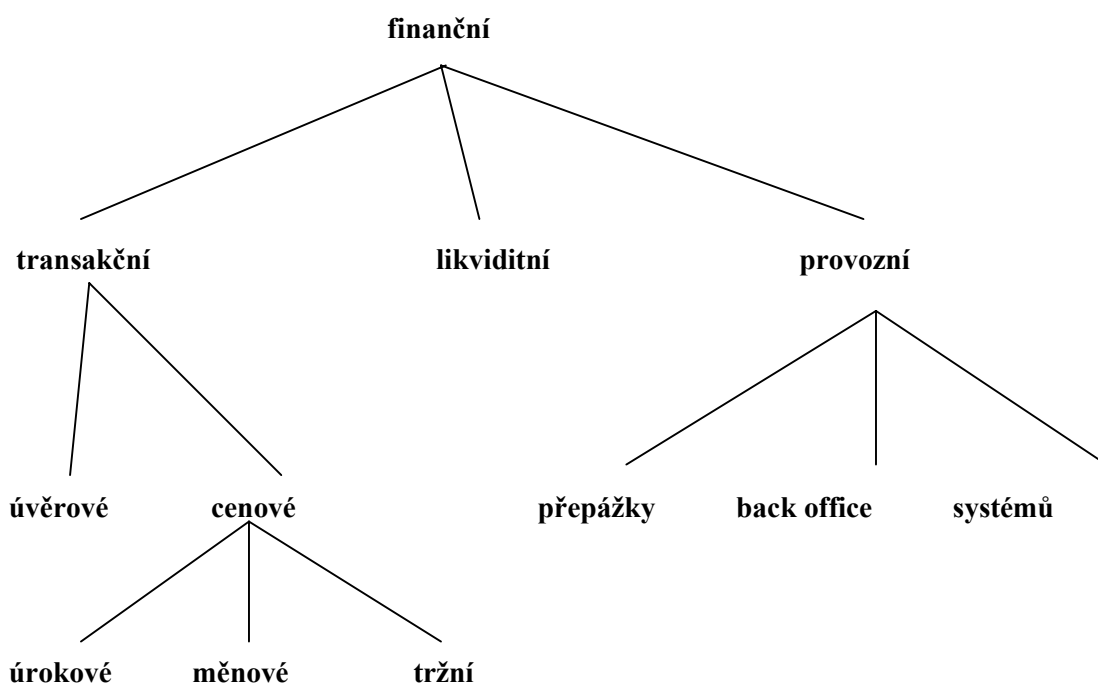 finanční
transakční likviditní provozní
úvěrové cenové přepážky back office systémů
úrokové měnové tržní